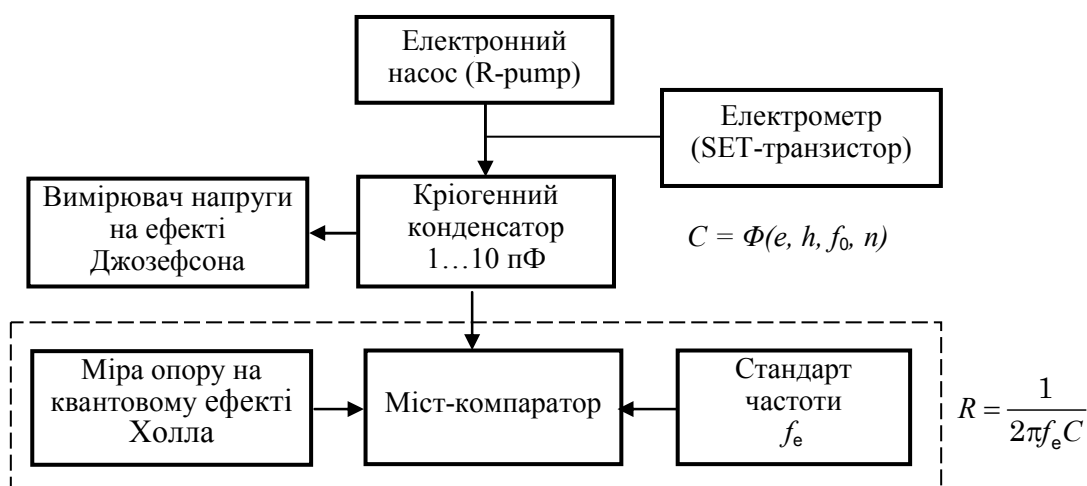 Електронний
насос (R-pump)
Електрометр
(SET-транзистор)
Вимірювач напруги
на ефекті
Джозефсона
Кріогенний
конденсатор
1…10 пФ
C = Φ(e, h, f₀, n)
Міра опору на
квантовому ефекті
Холла
Міст-компаратор
Стандарт
частоти
fₑ
R = 1 / 2πfₑC